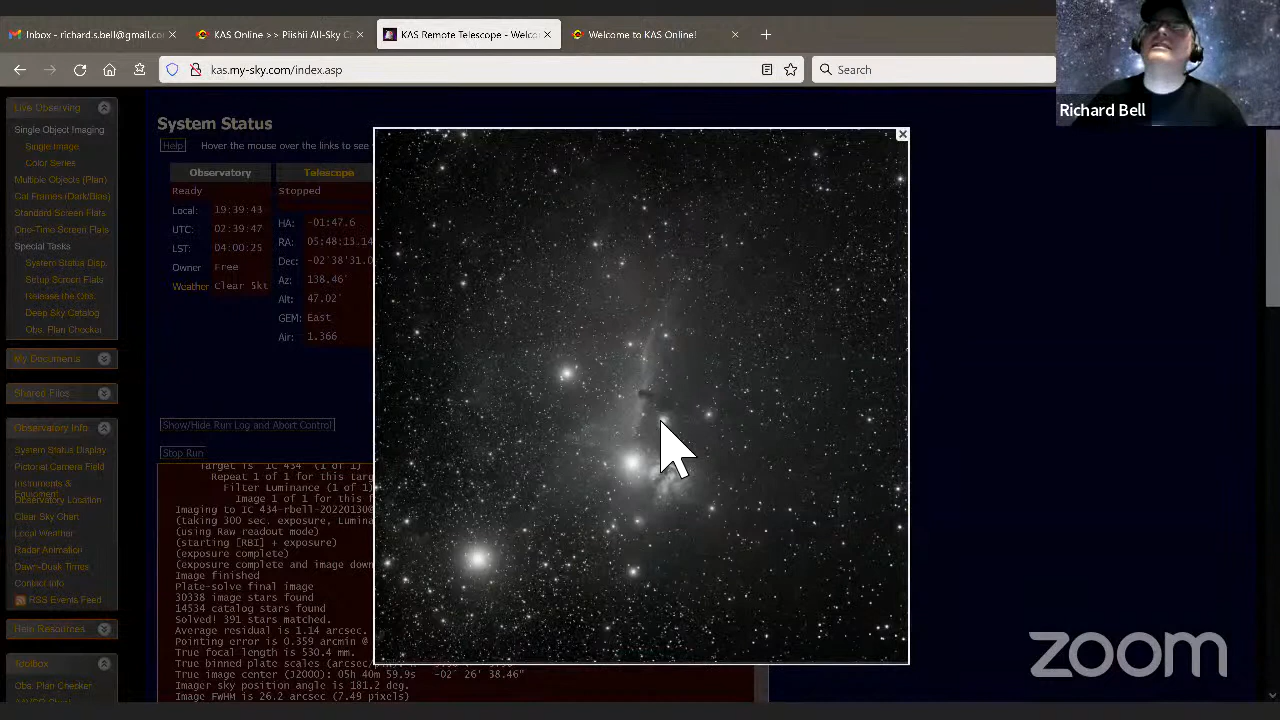 Inbox - richard.s.bell@gmail.co
KAS Online >> Piishii All-Sky C
KAS Remote Telescope - Welco
Welcome to KAS Online!
kas.my-sky.com/index.asp
Search
Richard Bell
Live Observing
Single Object Imaging
Single Image
Color Series
Multiple Objects (Plan)
Cal Frames (Dark/Bias)
Standard Screen Flats
One-Time Screen Flats
Special Tasks
System Status Disp.
Setup Screen Flats
Release the Obs.
Deep Sky Catalog
Obs. Plan Checker
My Documents
Shared Files
Observatory Info.
System Status Display
Pictorial Camera Field
Instruments &
Equipment
Observatory Location
Clear Sky Chart
Local Weather
Radar Animation
Dawn-Dusk Times
Contact Info
RSS Events Feed
Help Resources
Toolbox
Obs. Plan Checker
System Status
Help Hover the mouse over the links to see
Observatory Telescope
Ready Stopped
Local: 19:39:43
UTC: 02:39:47
LST: 04:00:25
Owner Free
Weather Clear 5kt
HA: -01:47.6
RA: 05:48:13.14
Dec: -02°38'31.0
Az: 138.46°
Alt: 47.02°
GEM: East
Air: 1.366
Show/Hide Run Log and Abort Control
Stop Run
Target is "IC 434" (1 of 1)
Repeat 1 of 1 for this targ
Filter Luminance (1 of 1)
Image 1 of 1 for this f
Imaging to IC 434-rbell-20220130@
(taking 300 sec. exposure, Lumina
(using Raw readout mode)
(starting [RBI] + exposure)
(exposure complete)
(exposure complete and image down
Image finished
Plate-solve final image
30338 image stars found
14534 catalog stars found
Solved! 391 stars matched.
Average residual is 1.14 arcsec.
Pointing error is 0.359 arcmin @
True focal length is 530.4 mm.
True binned plate scales (arcsec/pix)
True image center (J2000): 05h 40m 59.9s -02° 26' 38.46"
Imager sky position angle is 181.2 deg.
Image FWHM is 26.2 arcsec (7.49 pixels)
zoom